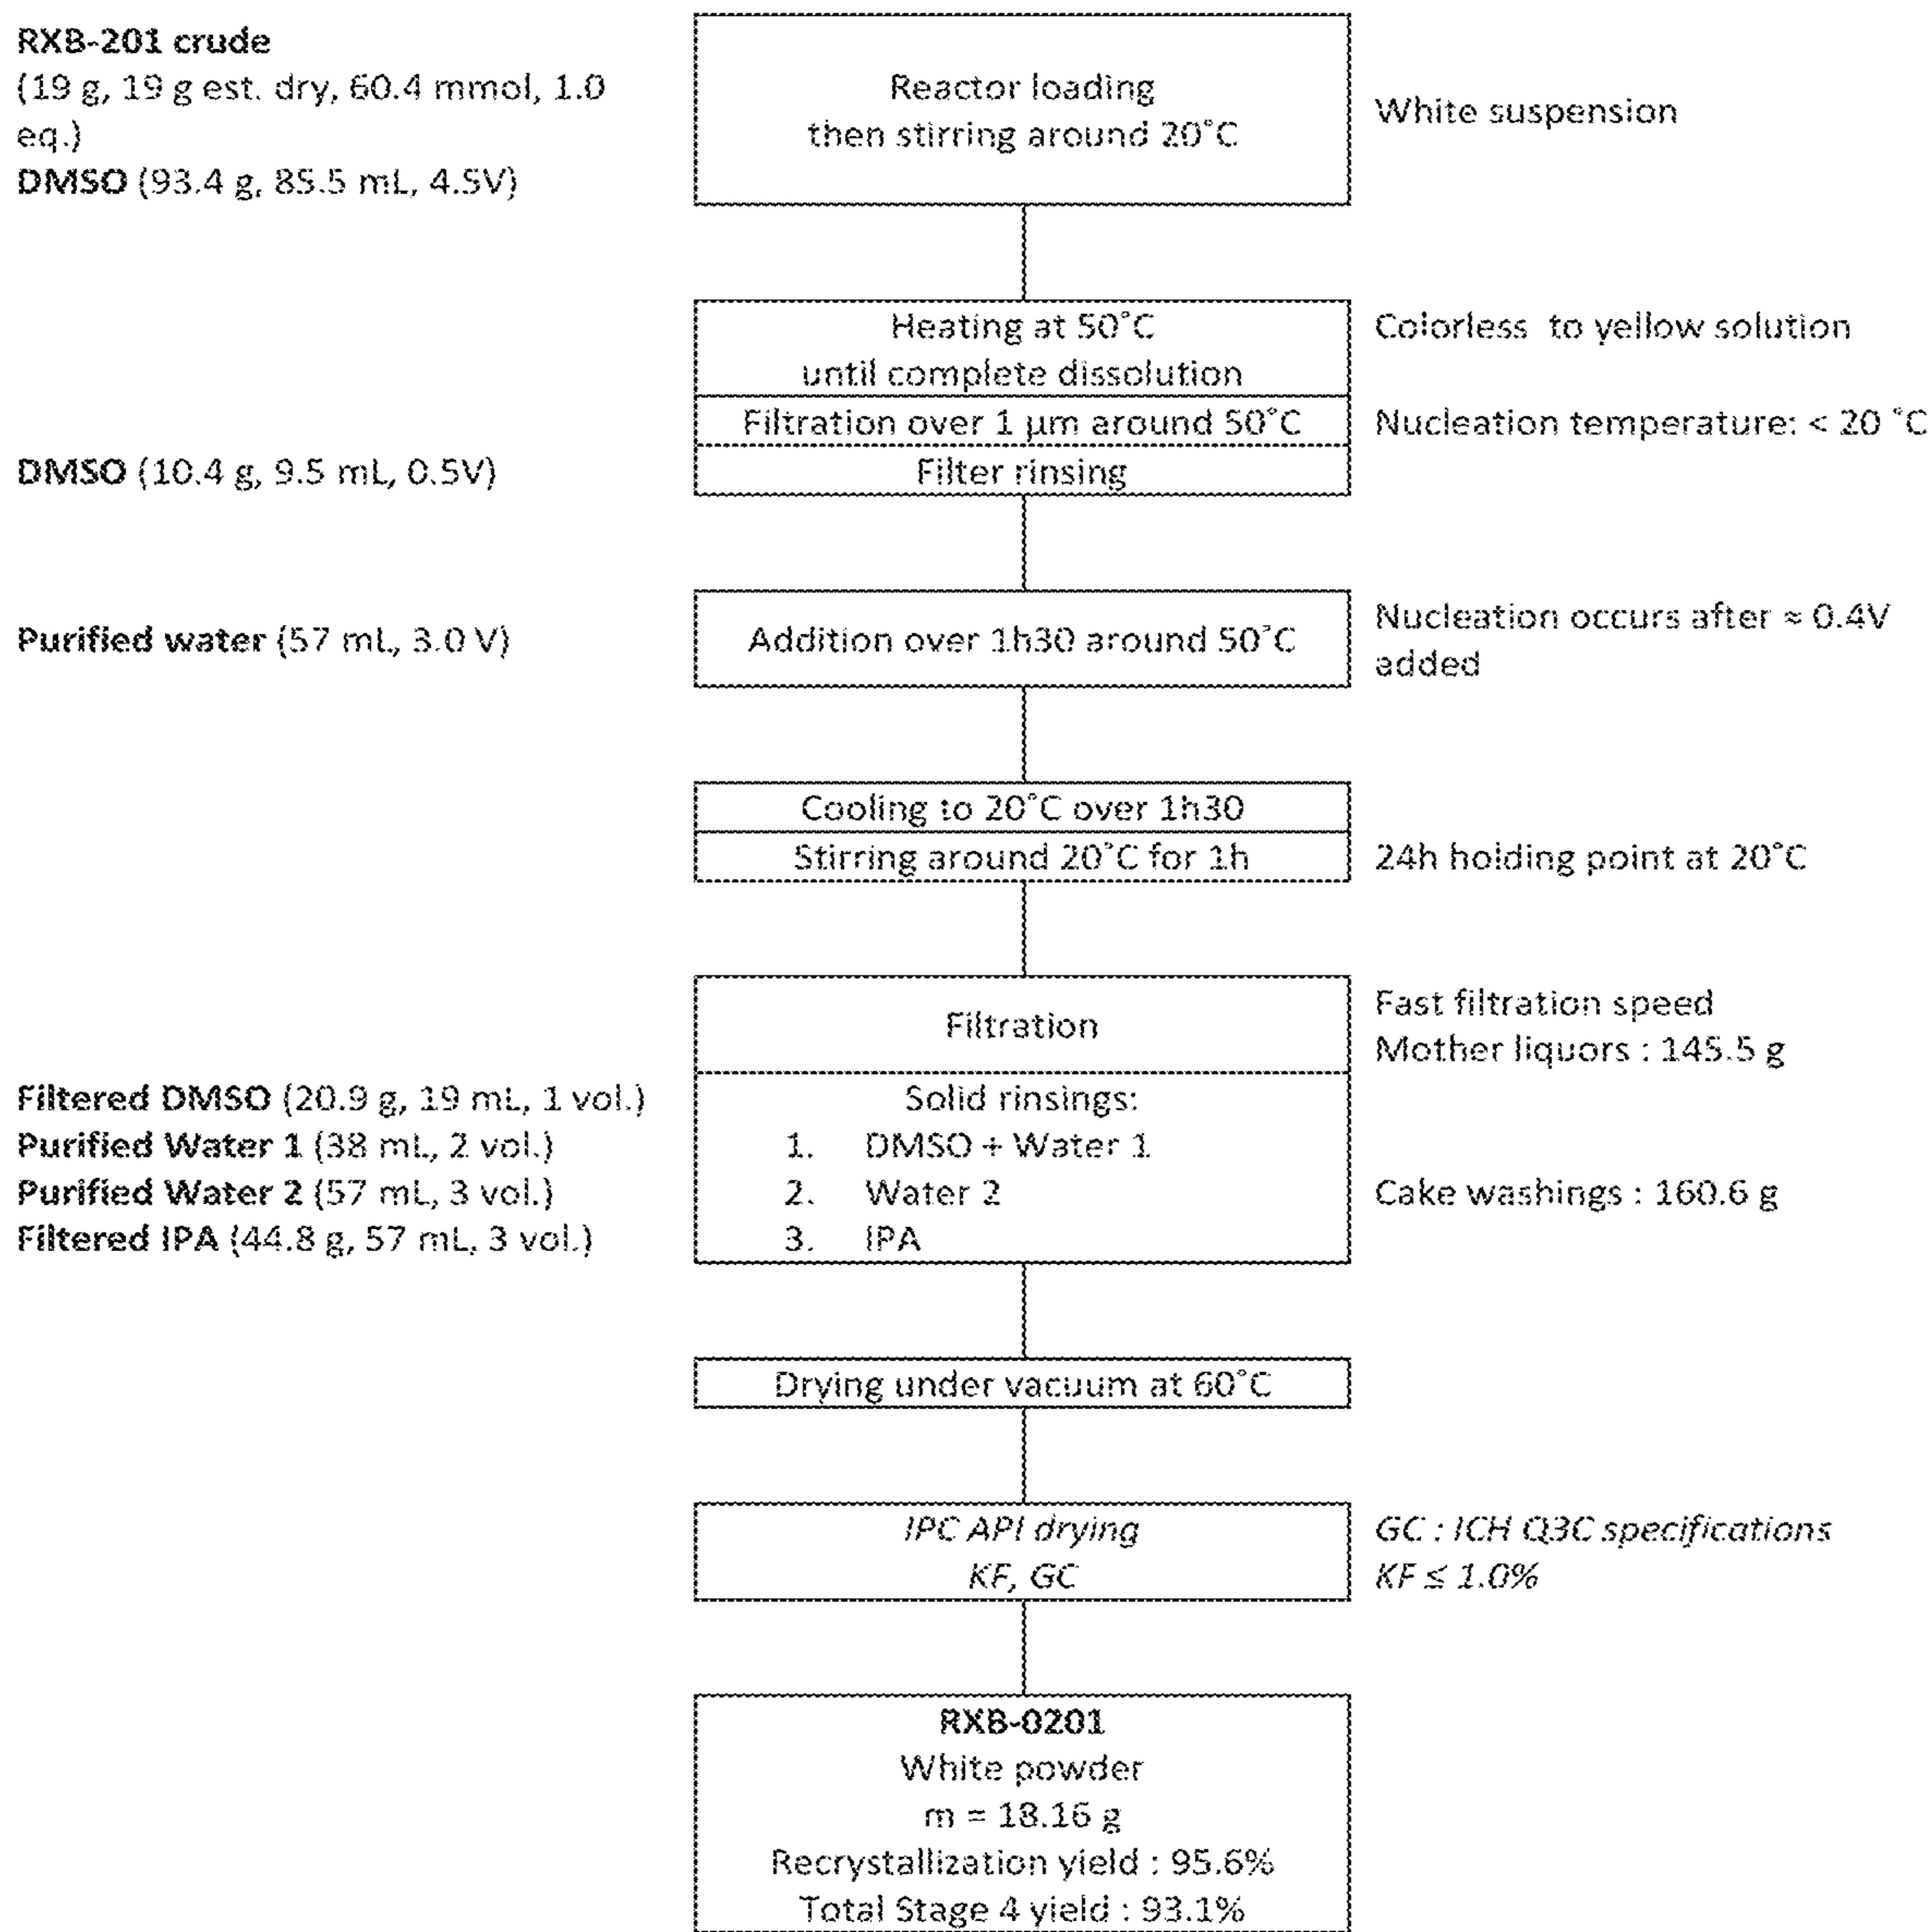 RXB-201 crude
(19 g, 19 g est. dry, 60.4 mmol, 1.0
eq.)
DMSO (93.4 g, 85.5 mL, 4.5V)
Reactor loading
then stirring around 20°C
White suspension
Heating at 50°C
until complete dissolution
Colorless to yellow solution
Filtration over 1 µm around 50°C
Nucleation temperature: < 20 °C
DMSO (10.4 g, 9.5 mL, 0.5V)
Filter rinsing
Purified water (57 mL, 3.0 V)
Addition over 1h30 around 50°C
Nucleation occurs after ≈ 0.4V
added
Cooling to 20°C over 1h30
Stirring around 20°C for 1h
24h holding point at 20°C
Filtration
Fast filtration speed
Mother liquors : 145.5 g
Filtered DMSO (20.9 g, 19 mL, 1 vol.)
Purified Water 1 (38 mL, 2 vol.)
Purified Water 2 (57 mL, 3 vol.)
Filtered IPA (44.8 g, 57 mL, 3 vol.)
Solid rinsings:
1. DMSO + Water 1
2. Water 2
3. IPA
Cake washings : 160.6 g
Drying under vacuum at 60°C
IPC API drying
KF, GC
GC : ICH Q3C specifications
KF ≤ 1.0%
RXB-0201
White powder
m = 18.16 g
Recrystallization yield : 95.6%
Total Stage 4 yield : 93.1%